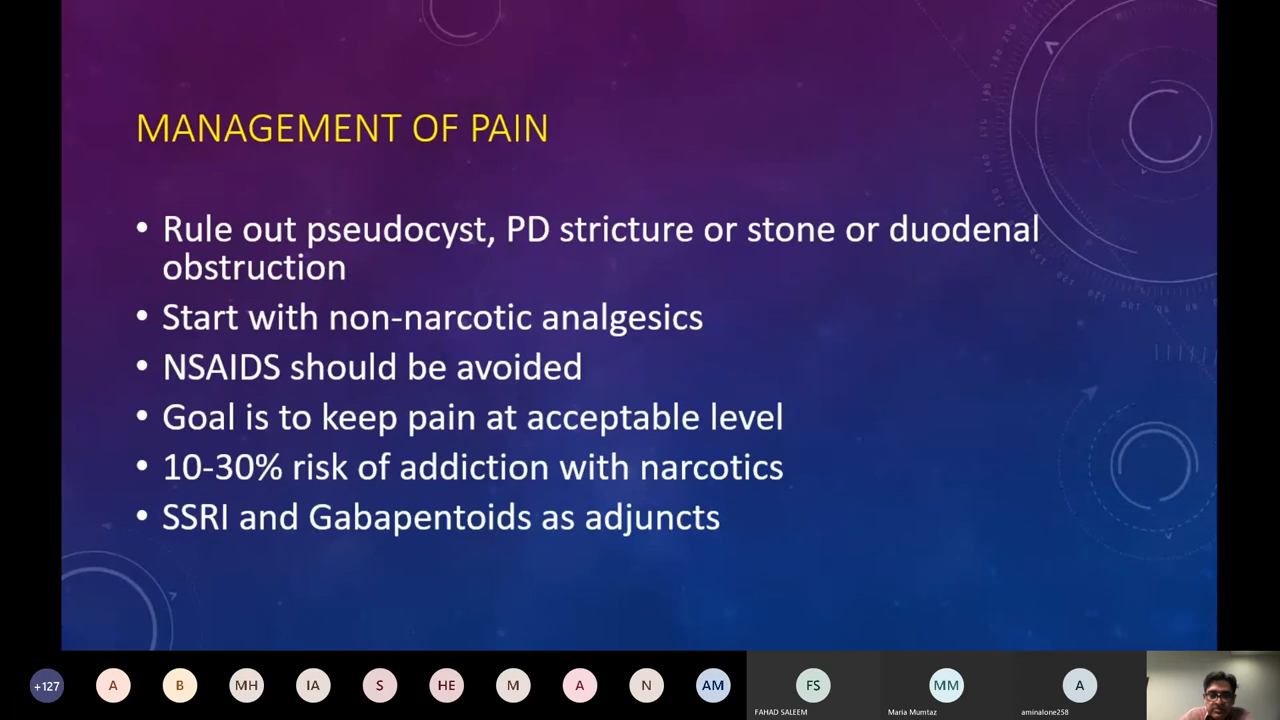 MANAGEMENT OF PAIN
• Rule out pseudocyst, PD stricture or stone or duodenal
obstruction
• Start with non-narcotic analgesics
• NSAIDS should be avoided
• Goal is to keep pain at acceptable level
• 10-30% risk of addiction with narcotics
• SSRI and Gabapentoids as adjuncts
+127 A B MH IA S HE M A N AM FS MM A
FAHAD SALEEM Maria Mumtaz aminalone258